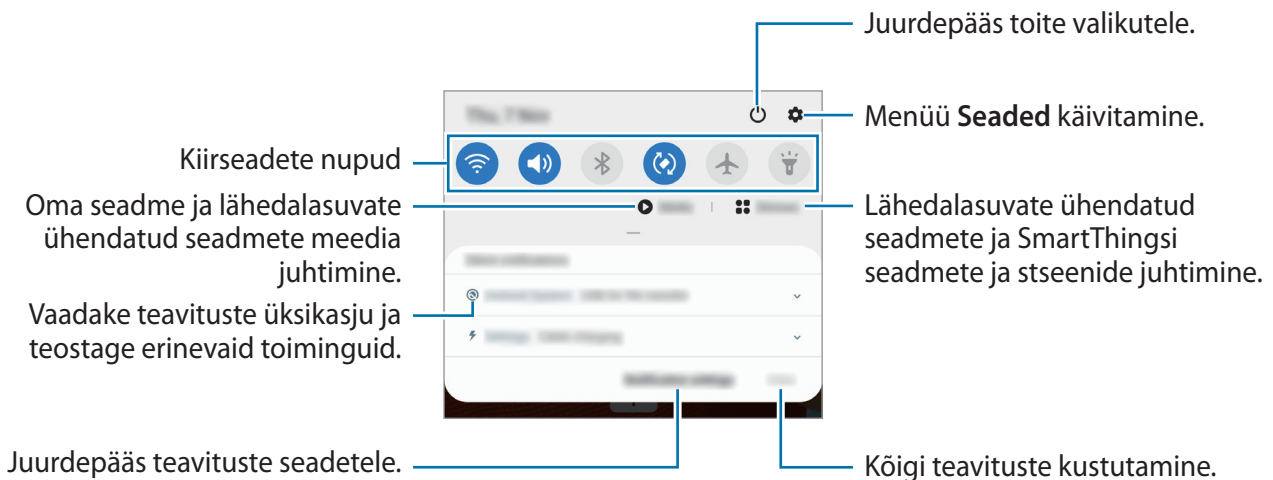 Juurdepääs toite valikutele.
Menüü Seaded käivitamine.
Kiirseadete nupud
Oma seadme ja lähedalasuvate
ühendatud seadmete meedia
juhtimine.
Lähedalasuvate ühendatud
seadmete ja SmartThingsi
seadmete ja stseenide juhtimine.
Vaadake teavituste üksikasju ja
teostage erinevaid toiminguid.
Juurdepääs teavituste seadetele.
Kõigi teavituste kustutamine.